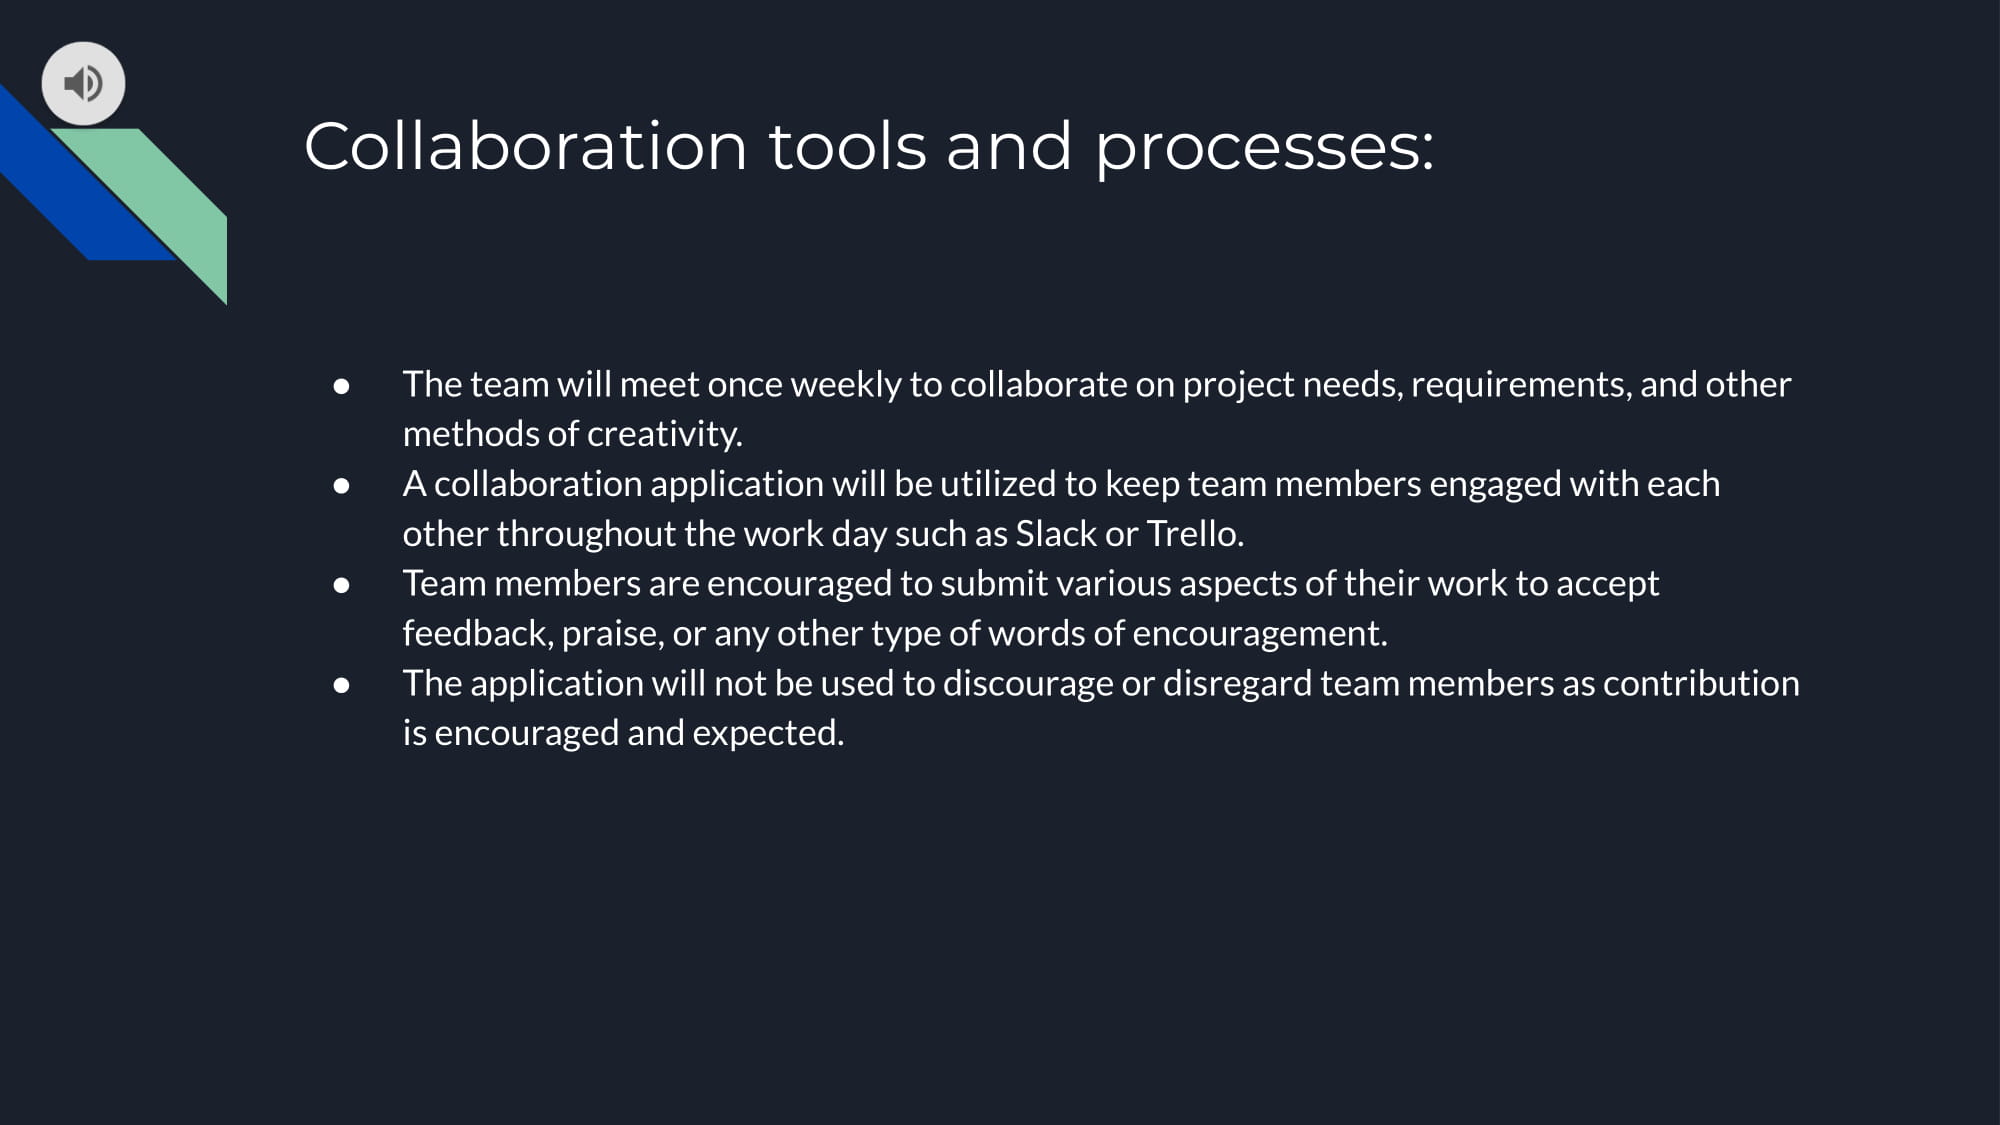 Collaboration tools and processes:
● The team will meet once weekly to collaborate on project needs, requirements, and other
methods of creativity.
● A collaboration application will be utilized to keep team members engaged with each
other throughout the work day such as Slack or Trello.
● Team members are encouraged to submit various aspects of their work to accept
feedback, praise, or any other type of words of encouragement.
● The application will not be used to discourage or disregard team members as contribution
is encouraged and expected.